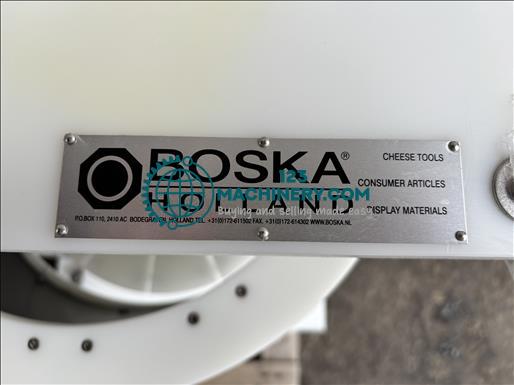 BOSKA®
HOLLAND
CHEESE TOOLS
CONSUMER ARTICLES
DISPLAY MATERIALS
P.O.BOX 110, 2410 AC BODEGRAVEN, HOLLAND TEL. +31(0)172-611502 FAX. +31(0)172-614302 WWW.BOSKA.NL
123
MACHINERY.COM
Buying and selling made easy